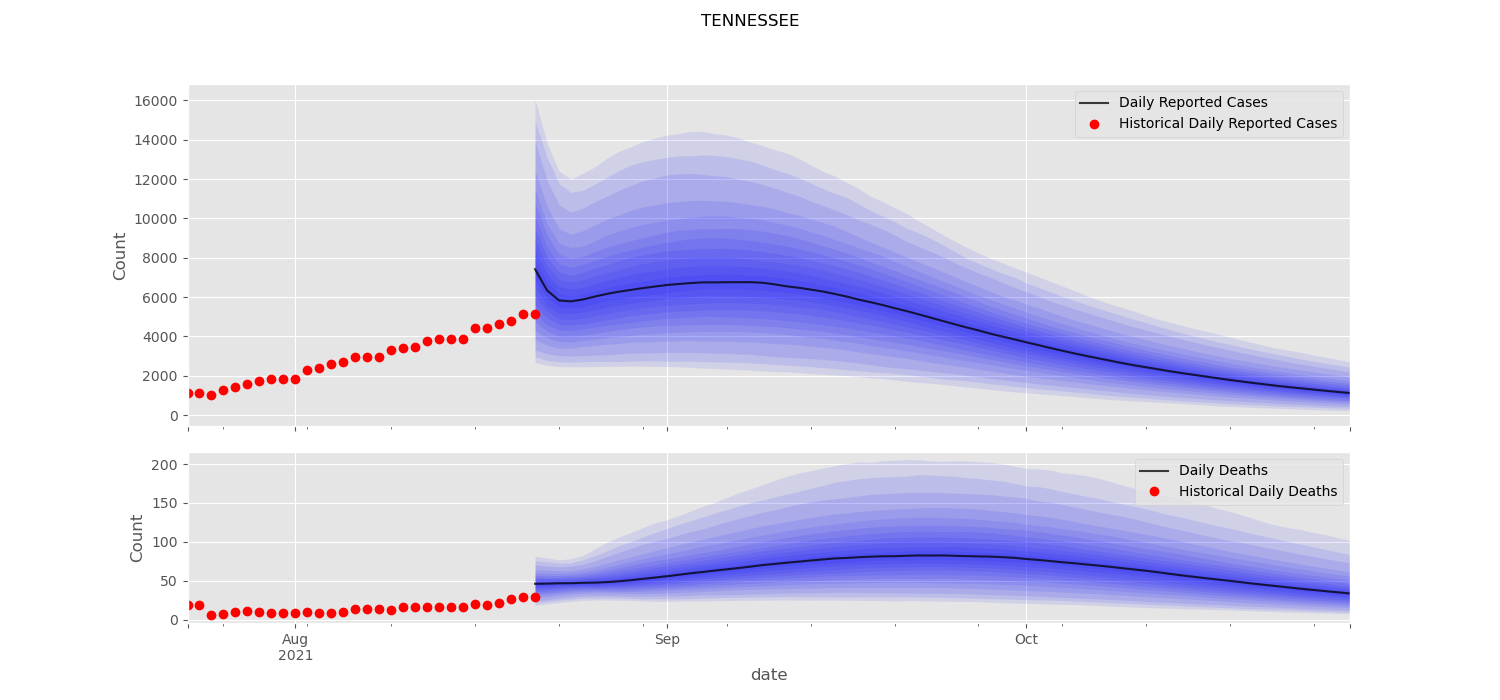 TENNESSEE
16000
14000
12000
10000
8000
6000
4000
2000
0
Count
Daily Reported Cases
Historical Daily Reported Cases
200
150
100
50
0
Count
Daily Deaths
Historical Daily Deaths
Aug
2021
Sep
Oct
date